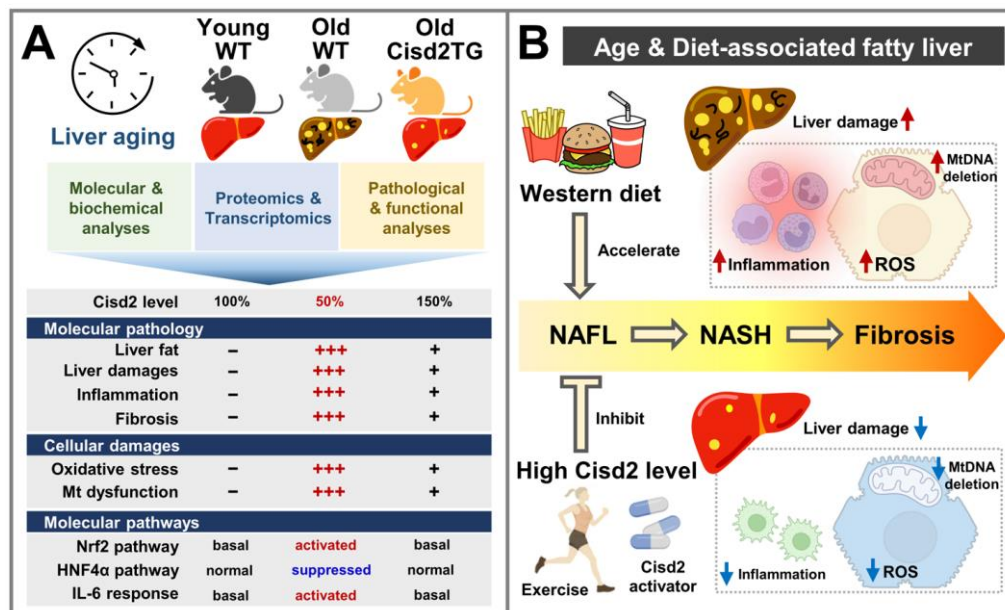 A
Young
WT
Old
WT
Old
Cisd2TG
Liver aging
Molecular &
biochemical
analyses
Proteomics &
Transcriptomics
Pathological
& functional
analyses
Cisd2 level 100% 50% 150%
Molecular pathology
Liver fat – +++ +
Liver damages – +++ +
Inflammation – +++ +
Fibrosis – +++ +
Cellular damages
Oxidative stress – +++ +
Mt dysfunction – +++ +
Molecular pathways
Nrf2 pathway basal activated basal
HNF4α pathway normal suppressed normal
IL-6 response basal activated basal
B
Age & Diet-associated fatty liver
Western diet
Accelerate
Liver damage
MtDNA
deletion
Inflammation
ROS
NAFL NASH Fibrosis
Inhibit
High Cisd2 level
Exercise
Cisd2
activator
Liver damage
MtDNA
deletion
Inflammation
ROS